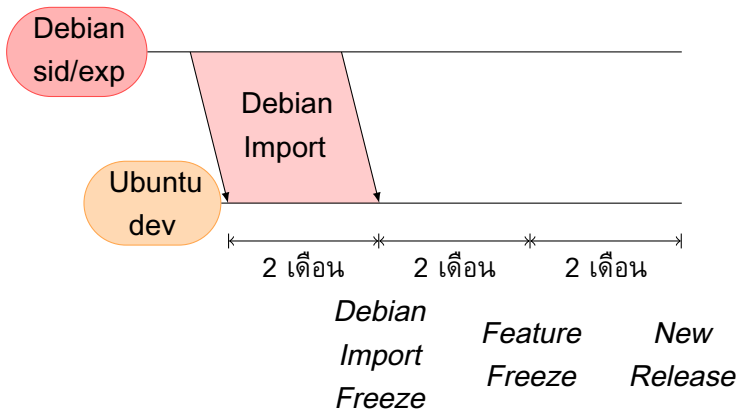 Debian
sid/exp
Debian
Import
Ubuntu
dev
2 เดือน
2 เดือน
2 เดือน
Debian
Import
Freeze
Feature
Freeze
New
Release